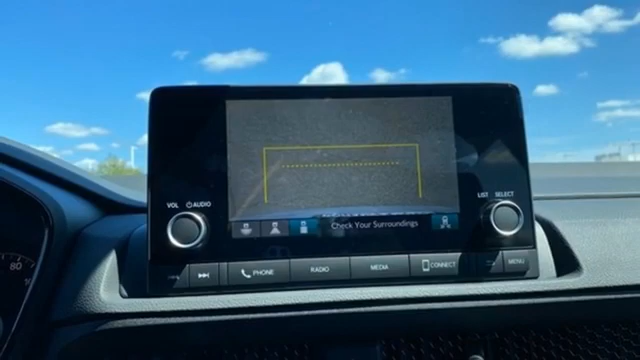 VOL AUDIO
LIST SELECT
Check Your Surroundings
PHONE RADIO MEDIA CONNECT MENU
80